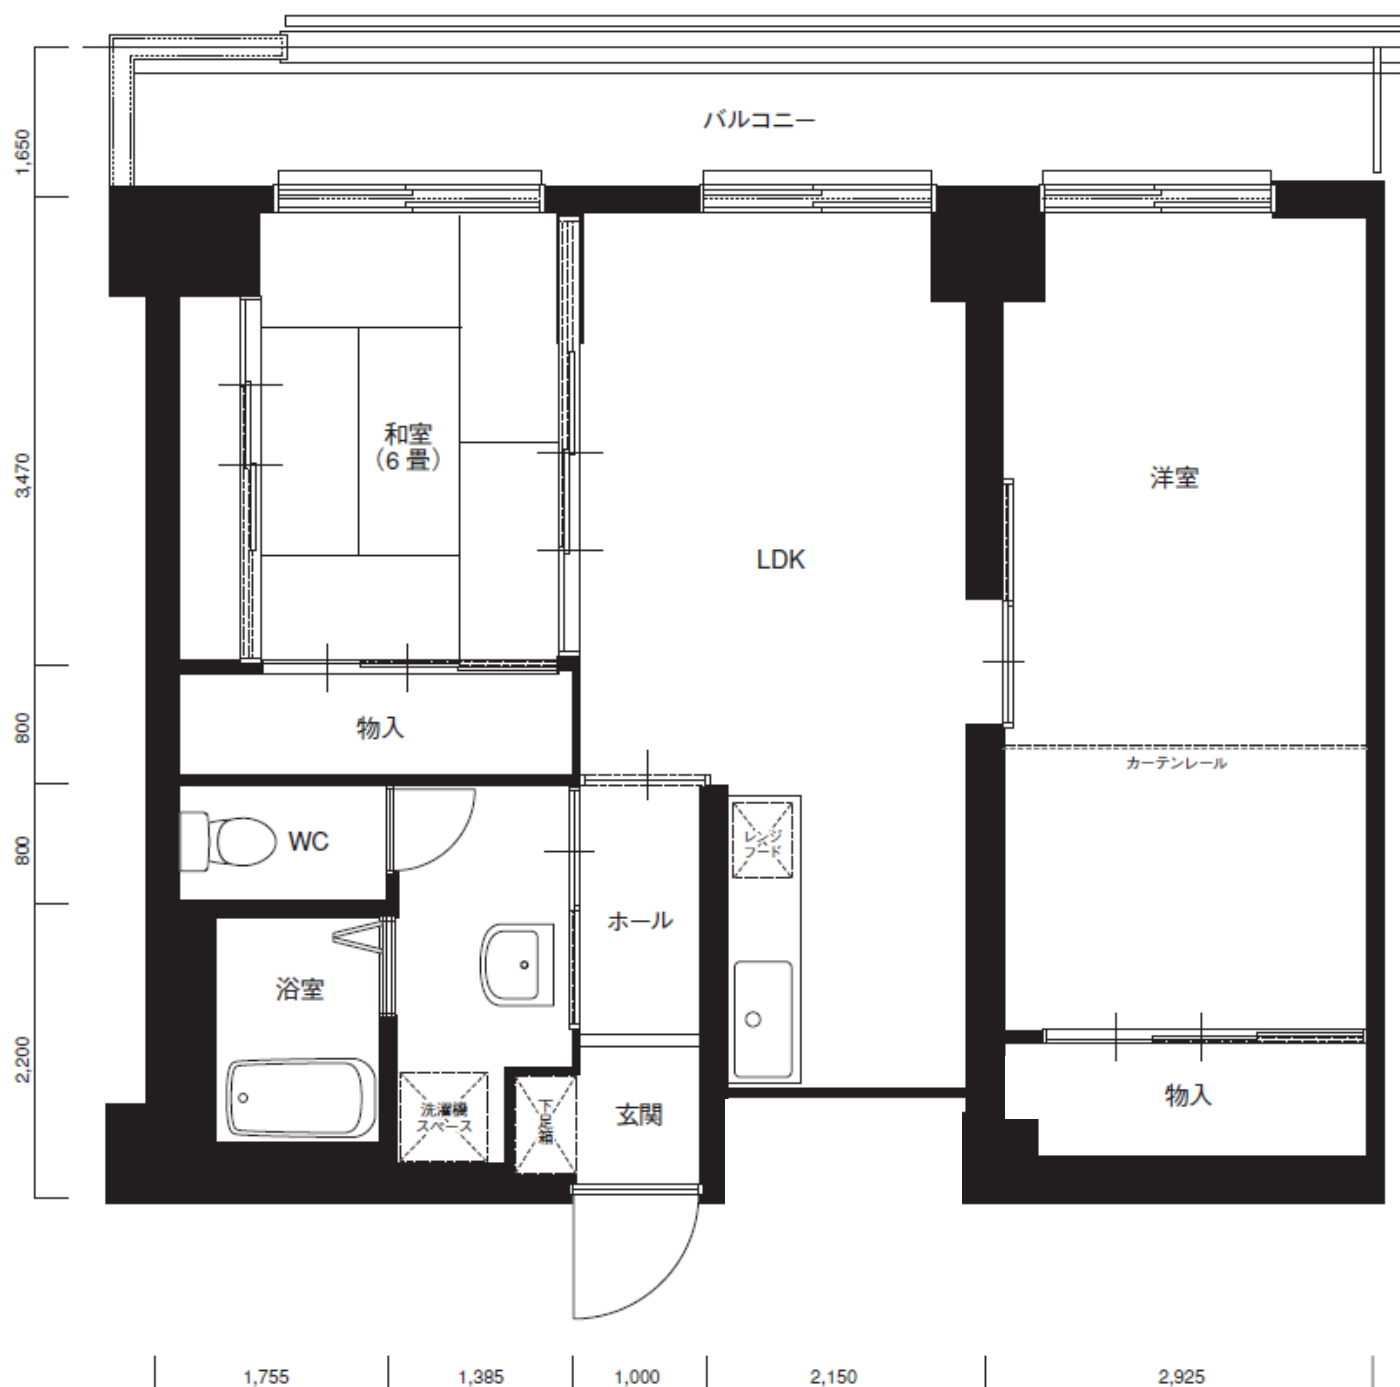 バルコニー
1,650
3,470
800
800
2,200
和室
（6 畳）
LDK
洋室
カーテンレール
物入
WC
レンジ
フード
ホール
浴室
洗濯機
スペース
下足箱
玄関
物入
1,755
1,385
1,000
2,150
2,925